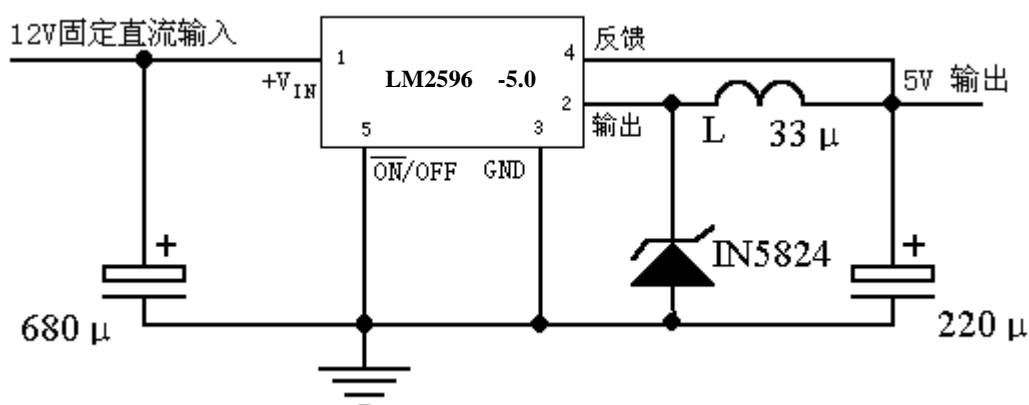 12V固定直流输入
1
+VIN
LM2596 -5.0
4
反馈
2
输出
5V 输出
L 33 μ
5
3
ON/OFF GND
+
680 μ
IN5824
+
220 μ